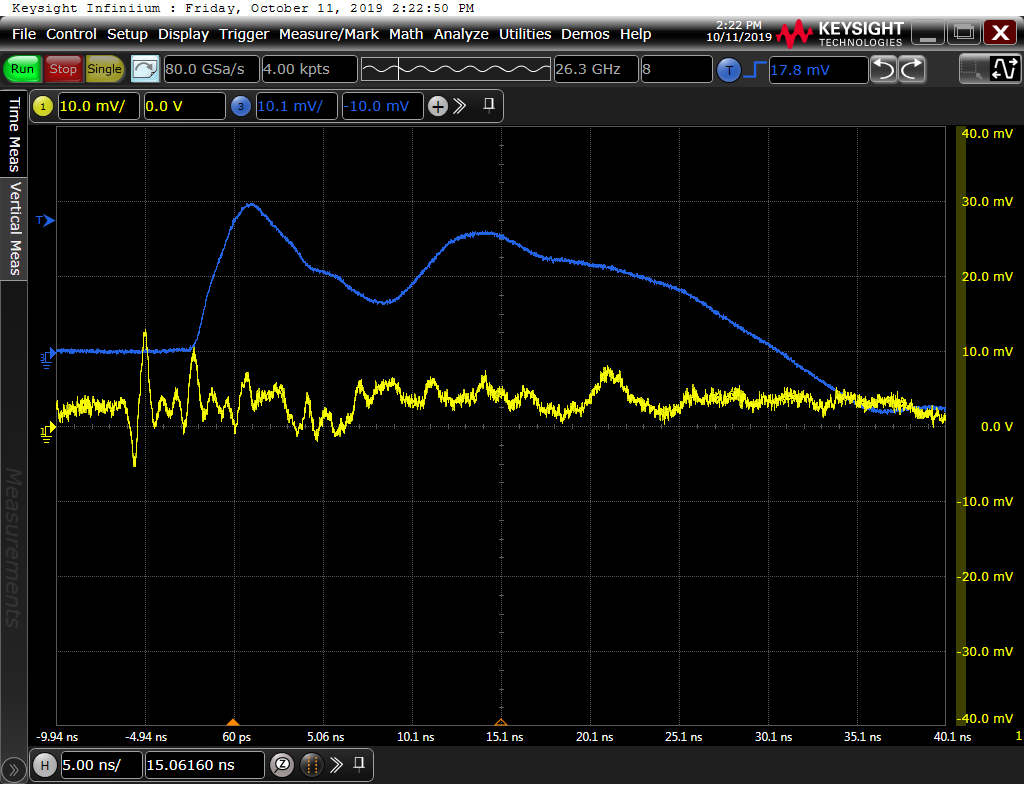 Keysight Infiniium : Friday, October 11, 2019 2:22:50 PM
File Control Setup Display Trigger Measure/Mark Math Analyze Utilities Demos Help
2:22 PM
10/11/2019
KEYSIGHT
TECHNOLOGIES
X
Run Stop Single 80.0 GSa/s 4.00 kpts 26.3 GHz 8 T 17.8 mV
1 10.0 mV/ 0.0 V 3 10.1 mV/ -10.0 mV +
Time Meas
Vertical Meas
Measurements
T
3
1
40.0 mV
30.0 mV
20.0 mV
10.0 mV
0.0 V
-10.0 mV
-20.0 mV
-30.0 mV
-40.0 mV
-9.94 ns -4.94 ns 60 ps 5.06 ns 10.1 ns 15.1 ns 20.1 ns 25.1 ns 30.1 ns 35.1 ns 40.1 ns 1
H 5.00 ns/ 15.06160 ns Z